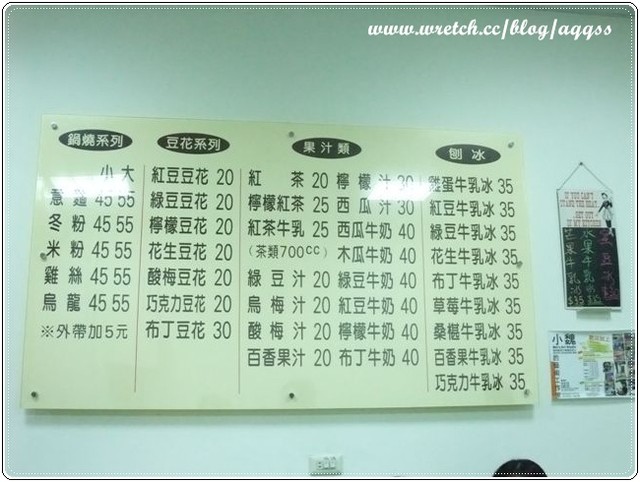 www.wretch.cc/blog/aqqss
鍋燒系列
小 大
意麵 45 55
冬粉 45 55
米粉 45 55
雞絲 45 55
烏龍 45 55
※外帶加5元
豆花系列
紅豆豆花 20
綠豆豆花 20
檸檬豆花 20
花生豆花 20
酸梅豆花 20
巧克力豆花 20
布丁豆花 30
果汁類
紅茶 20 檸檬汁 30
檸檬紅茶 25 西瓜汁 30
紅茶牛乳 25 西瓜牛奶 40
(茶類700cc) 木瓜牛奶 40
綠豆汁 20 綠豆牛奶 40
烏梅汁 20 紅豆牛奶 40
酸梅汁 20 檸檬牛奶 40
百香果汁 20 布丁牛奶 40
刨冰
雞蛋牛乳冰 35
紅豆牛乳冰 35
綠豆牛乳冰 35
花生牛乳冰 35
布丁牛乳冰 35
草莓牛乳冰 35
桑椹牛乳冰 35
百香果牛乳冰 35
巧克力牛乳冰 35
IF YOU CAN'T
STAND THE HEAT
GET OUT
OF MY KITCHEN
小魏